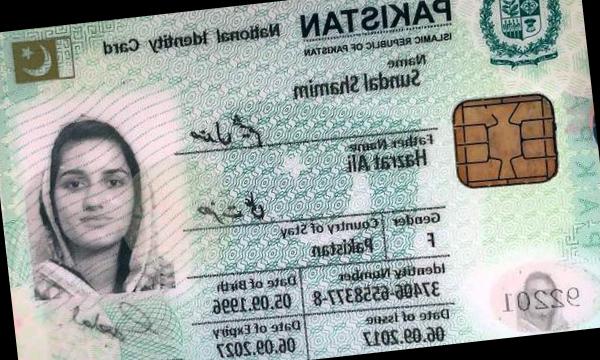 PAKISTAN National Identity Card
ISLAMIC REPUBLIC OF PAKISTAN
Name
Sundal Shamim
Father Name
Hazrat Ali
Gender Country of Stay
F Pakistan
Identity Number Date of Birth
37406-6558377-8 05.09.1996
Date of Issue Date of Expiry
06.09.2017 06.09.2027
92201